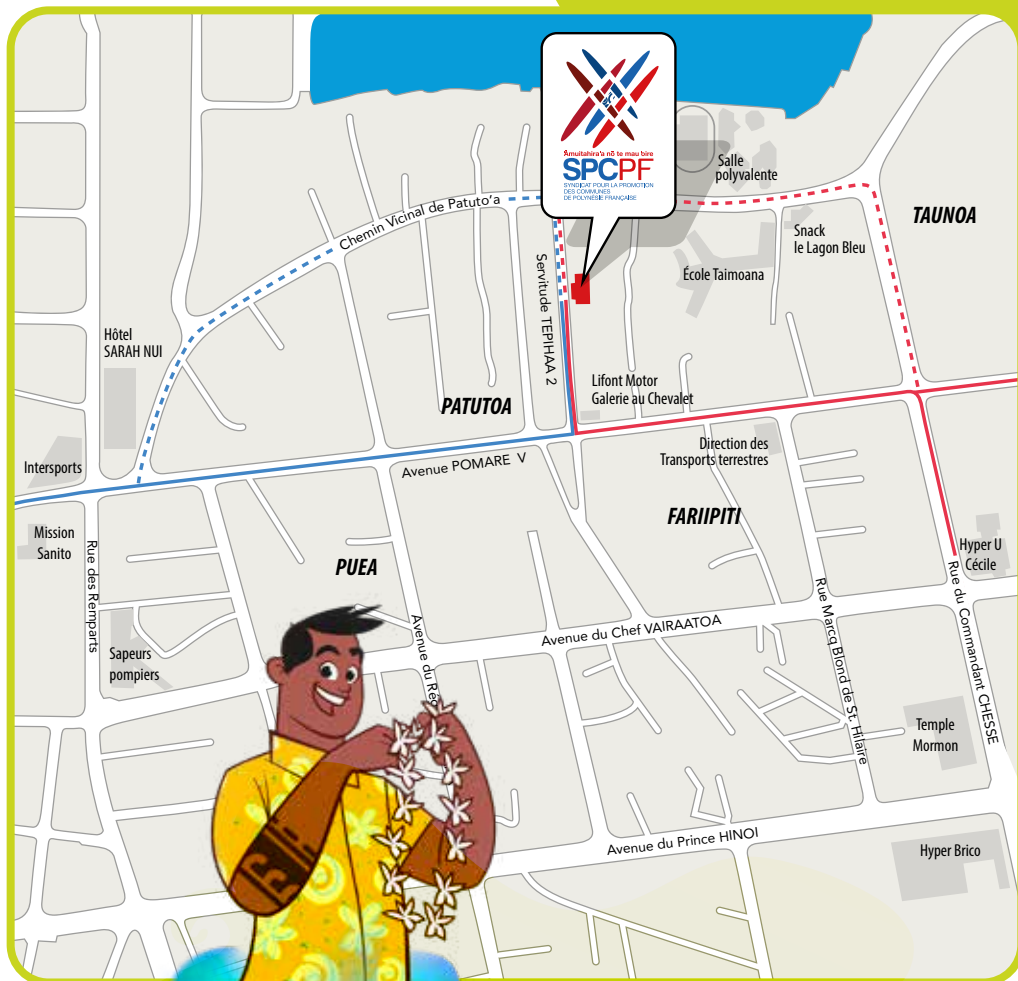 Amuitahira'a nō te mau hire
SPCPF
SYNDICAT POUR LA PROMOTION
DES COMMUNES
DE POLYNÉSIE FRANÇAISE
Salle
polyvalente
TAUNOA
Chemin Vicinal de Patuto'a
Snack
le Lagon Bleu
École Taimoana
Servitude TEPIHAA 2
Hôtel
SARAH NUI
Lifont Motor
Galerie au Chevalet
PATUTOA
Direction des
Transports terrestres
Intersports
Avenue POMARE V
FARIIPITI
Mission
Sanito
Rue des Remparts
PUEA
Hyper U
Cécile
Rue du Commandant CHESSE
Rue Marcq Blond de St. Hilaire
Avenue du Chef VAIRAATOA
Avenue du
Sapeurs
pompiers
Temple
Mormon
Avenue du Prince HINOI
Hyper Brico